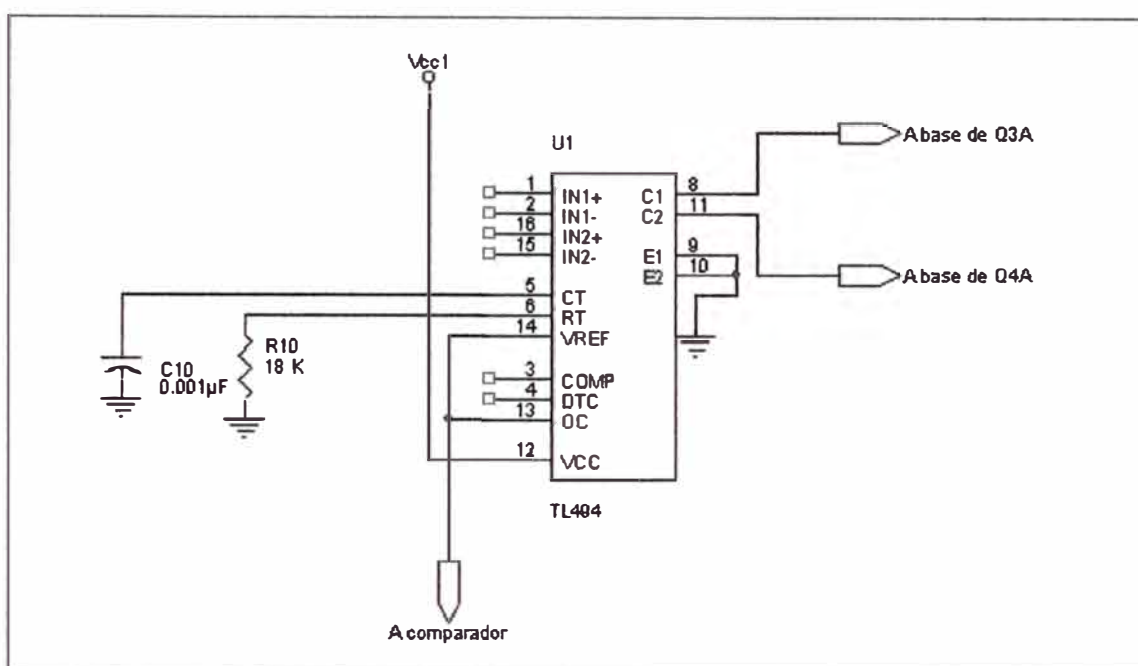 Vcc1
U1
1 IN1+
2 IN1-
16 IN2+
15 IN2-
5 CT
6 RT
14 VREF
3 COMP
4 DTC
13 OC
12 VCC
C1 8
C2 11
E1 9
E2 10
TL494
A base de Q3A
A base de Q4A
C10
0.001µF
R10
18 K
A comparador